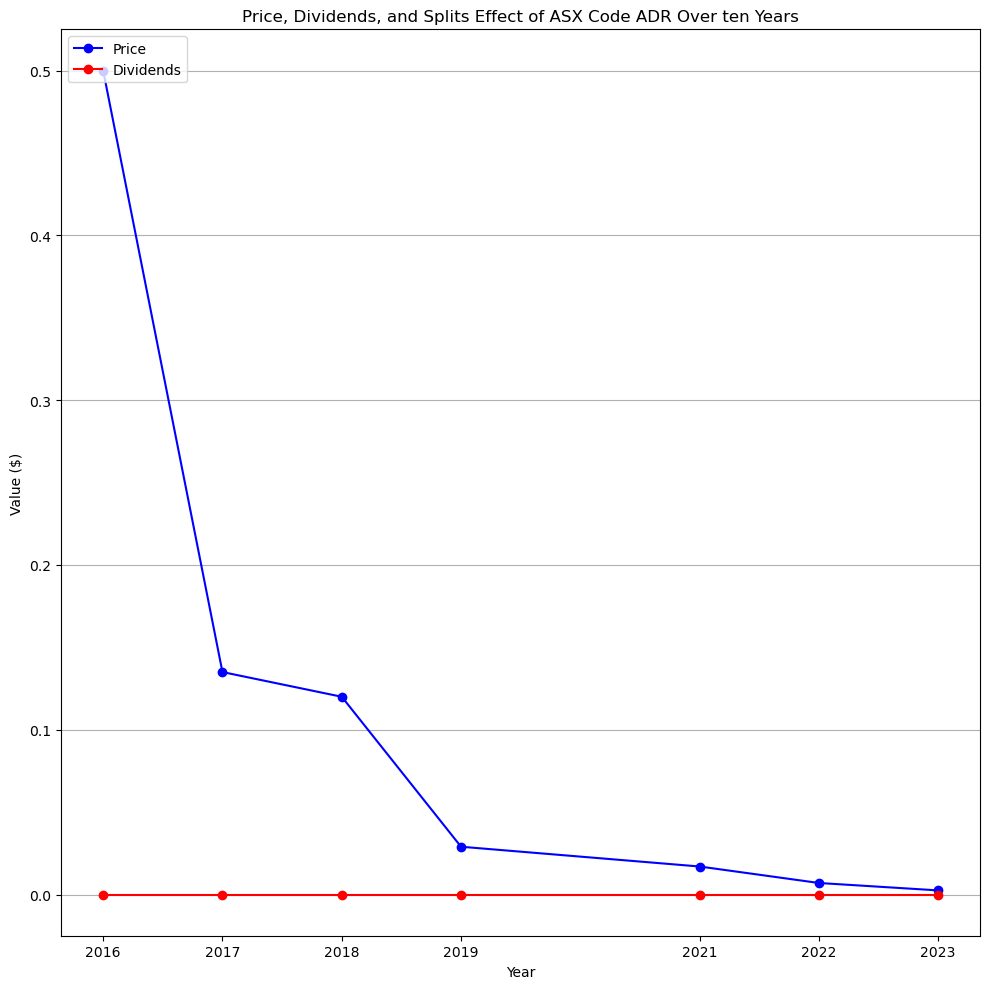 Price, Dividends, and Splits Effect of ASX Code ADR Over ten Years
Price
Dividends
0.5
0.4
0.3
0.2
0.1
0.0
Value ($)
2016 2017 2018 2019 2021 2022 2023
Year